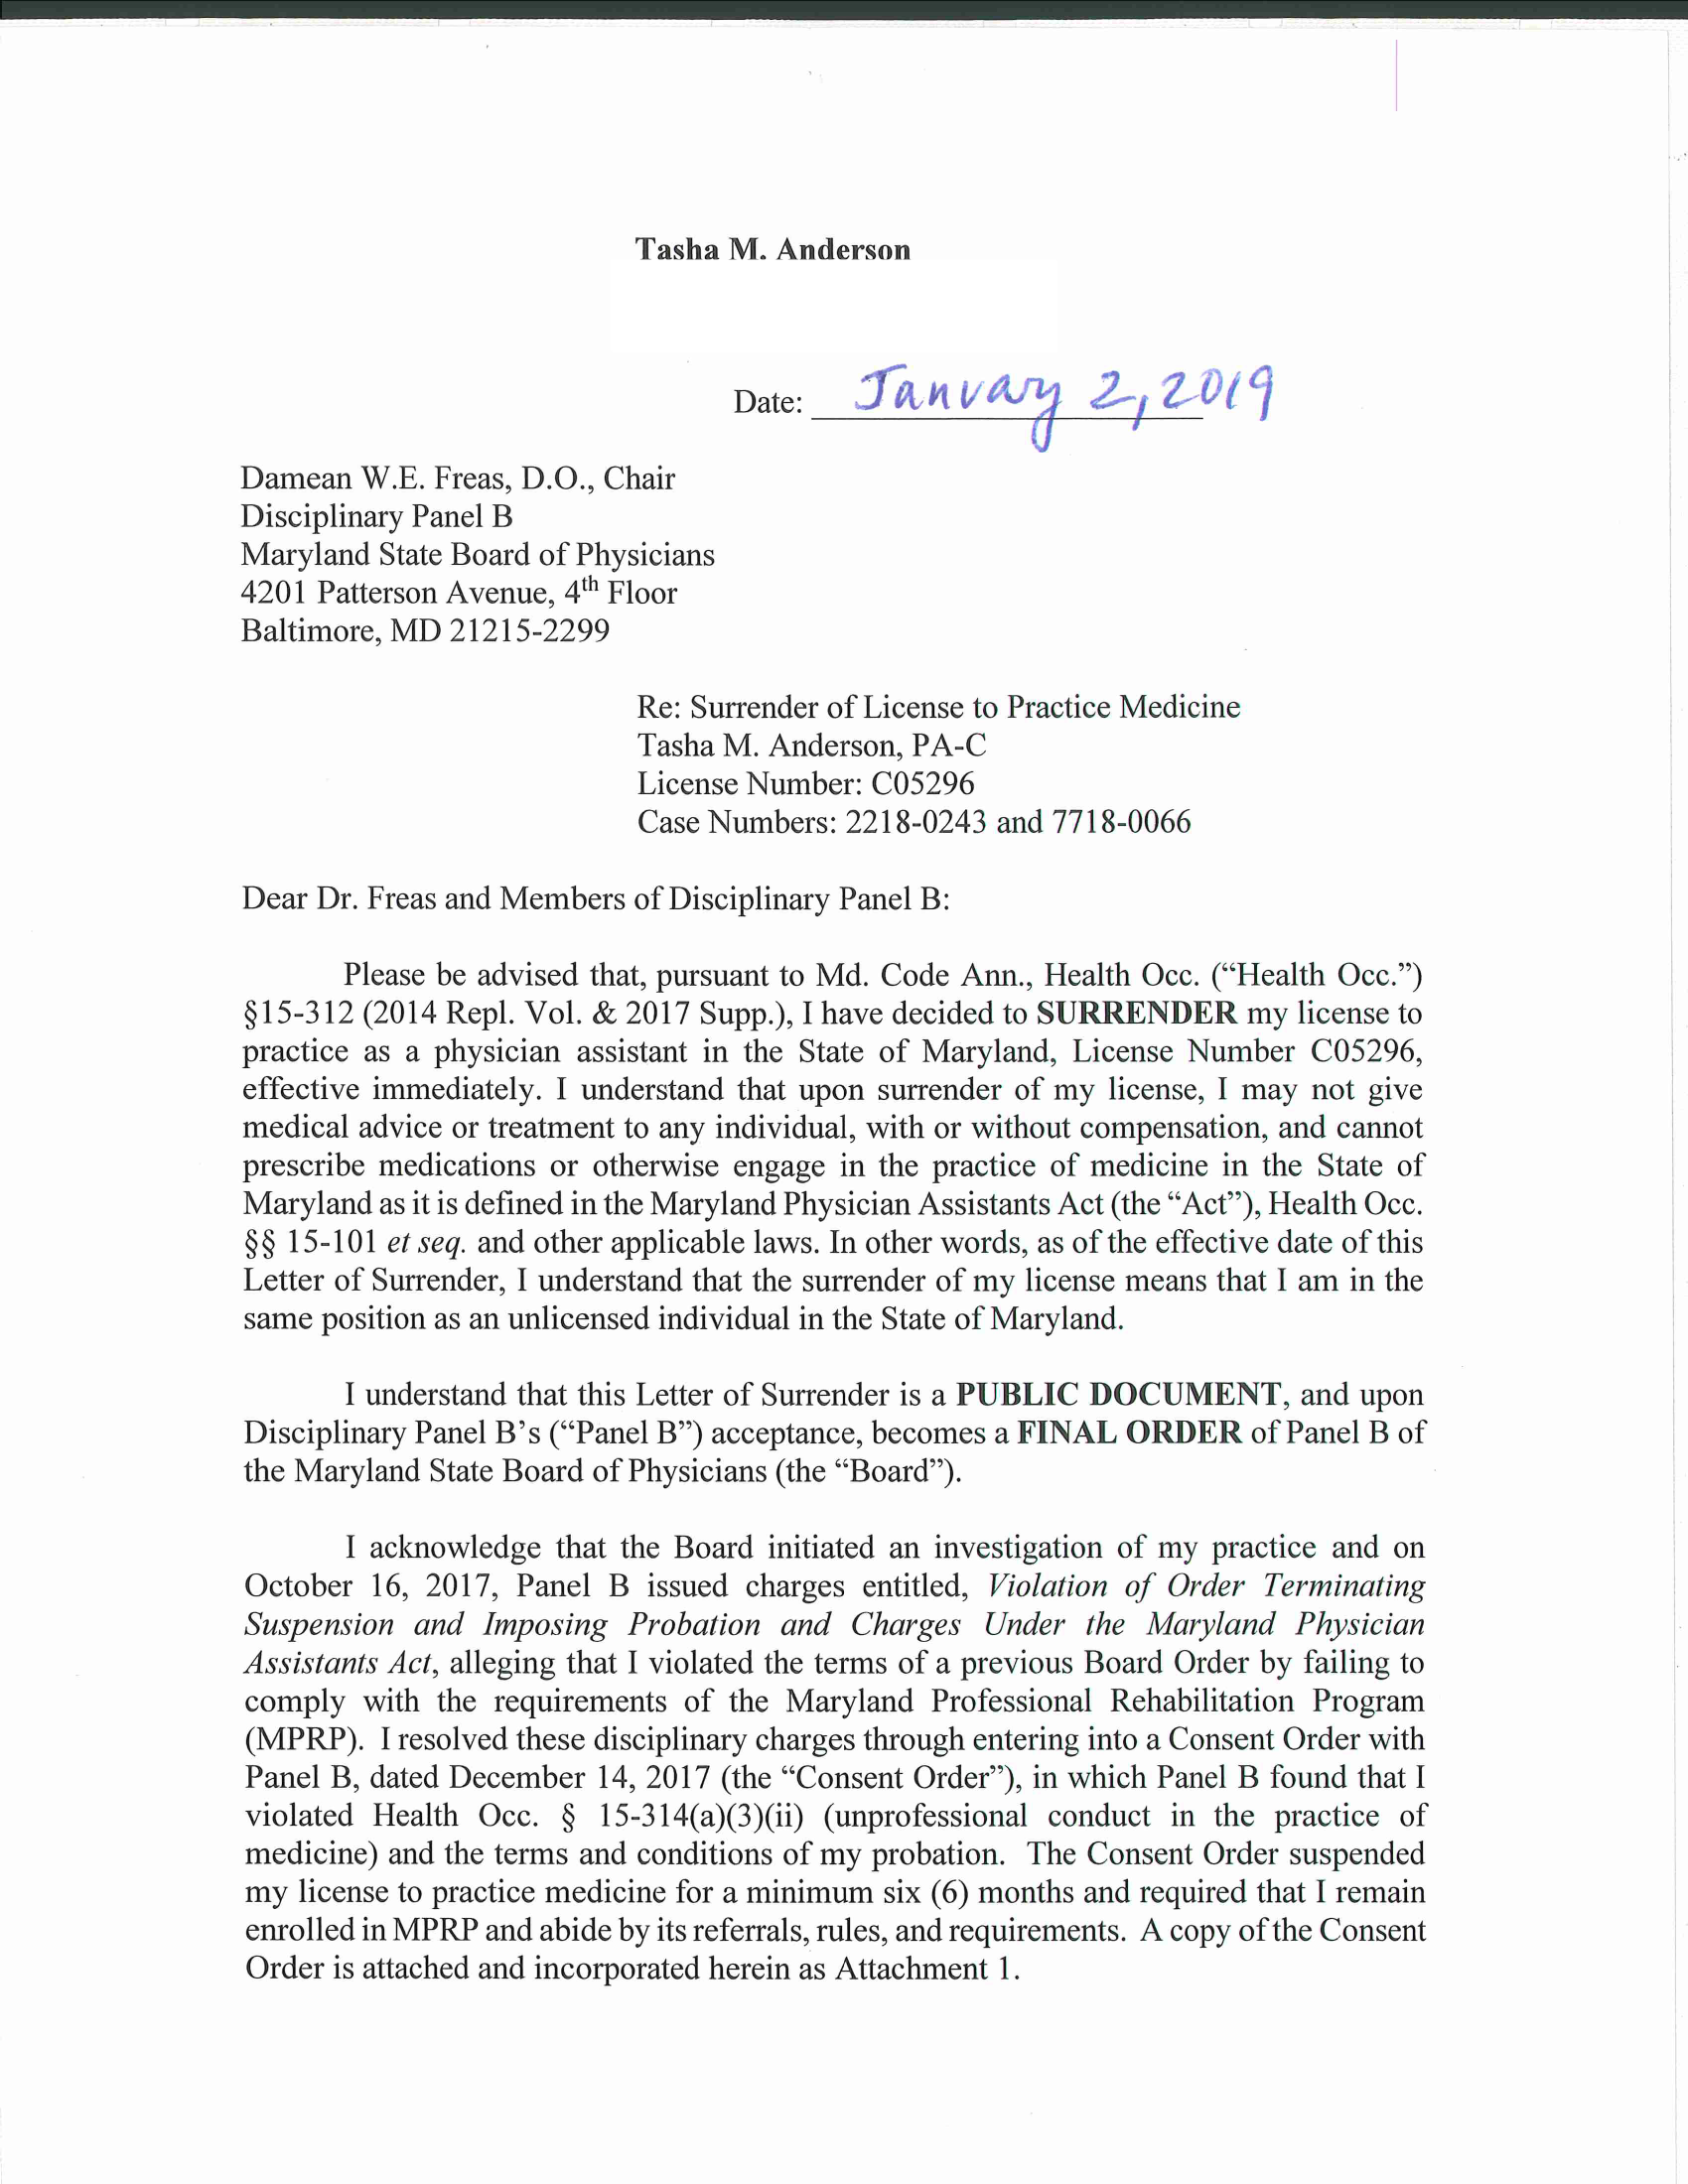 Tasha M. Anderson
Date: January 2, 2019
Damean W.E. Freas, D.O., Chair
Disciplinary Panel B
Maryland State Board of Physicians
4201 Patterson Avenue, 4th Floor
Baltimore, MD 21215-2299
Re: Surrender of License to Practice Medicine
Tasha M. Anderson, PA-C
License Number: C05296
Case Numbers: 2218-0243 and 7718-0066
Dear Dr. Freas and Members of Disciplinary Panel B:
Please be advised that, pursuant to Md. Code Ann., Health Occ. (“Health Occ.”)
§15-312 (2014 Repl. Vol. & 2017 Supp.), I have decided to SURRENDER my license to
practice as a physician assistant in the State of Maryland, License Number C05296,
effective immediately. I understand that upon surrender of my license, I may not give
medical advice or treatment to any individual, with or without compensation, and cannot
prescribe medications or otherwise engage in the practice of medicine in the State of
Maryland as it is defined in the Maryland Physician Assistants Act (the “Act”), Health Occ.
§§ 15-101 et seq. and other applicable laws. In other words, as of the effective date of this
Letter of Surrender, I understand that the surrender of my license means that I am in the
same position as an unlicensed individual in the State of Maryland.
I understand that this Letter of Surrender is a PUBLIC DOCUMENT, and upon
Disciplinary Panel B’s (“Panel B”) acceptance, becomes a FINAL ORDER of Panel B of
the Maryland State Board of Physicians (the “Board”).
I acknowledge that the Board initiated an investigation of my practice and on
October 16, 2017, Panel B issued charges entitled, Violation of Order Terminating
Suspension and Imposing Probation and Charges Under the Maryland Physician
Assistants Act, alleging that I violated the terms of a previous Board Order by failing to
comply with the requirements of the Maryland Professional Rehabilitation Program
(MPRP). I resolved these disciplinary charges through entering into a Consent Order with
Panel B, dated December 14, 2017 (the “Consent Order”), in which Panel B found that I
violated Health Occ. § 15-314(a)(3)(ii) (unprofessional conduct in the practice of
medicine) and the terms and conditions of my probation. The Consent Order suspended
my license to practice medicine for a minimum six (6) months and required that I remain
enrolled in MPRP and abide by its referrals, rules, and requirements. A copy of the Consent
Order is attached and incorporated herein as Attachment 1.